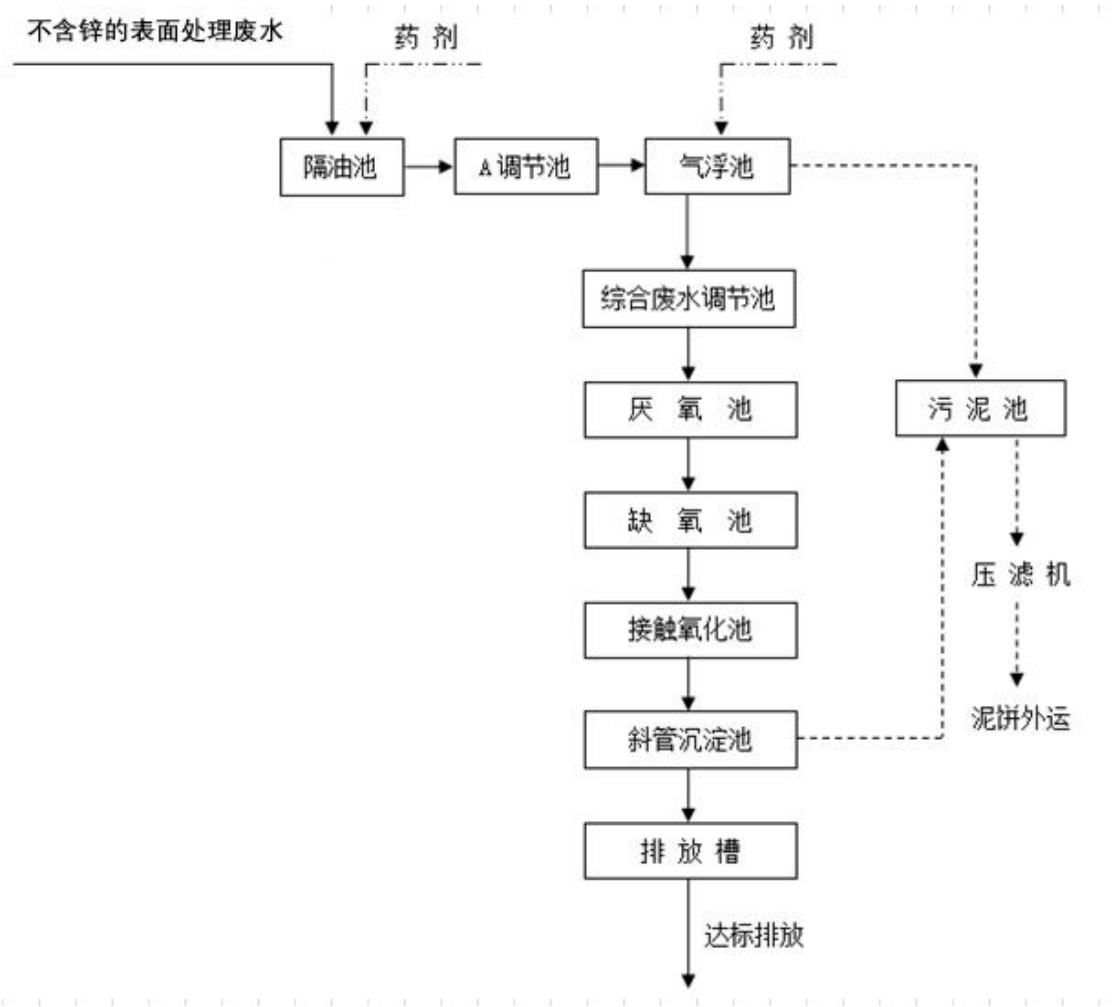 不含锌的表面处理废水
药 剂
药 剂
隔油池
A调节池
气浮池
综合废水调节池
厌 氧 池
污 泥 池
缺 氧 池
压 滤 机
接触氧化池
泥饼外运
斜管沉淀池
排 放 槽
达标排放